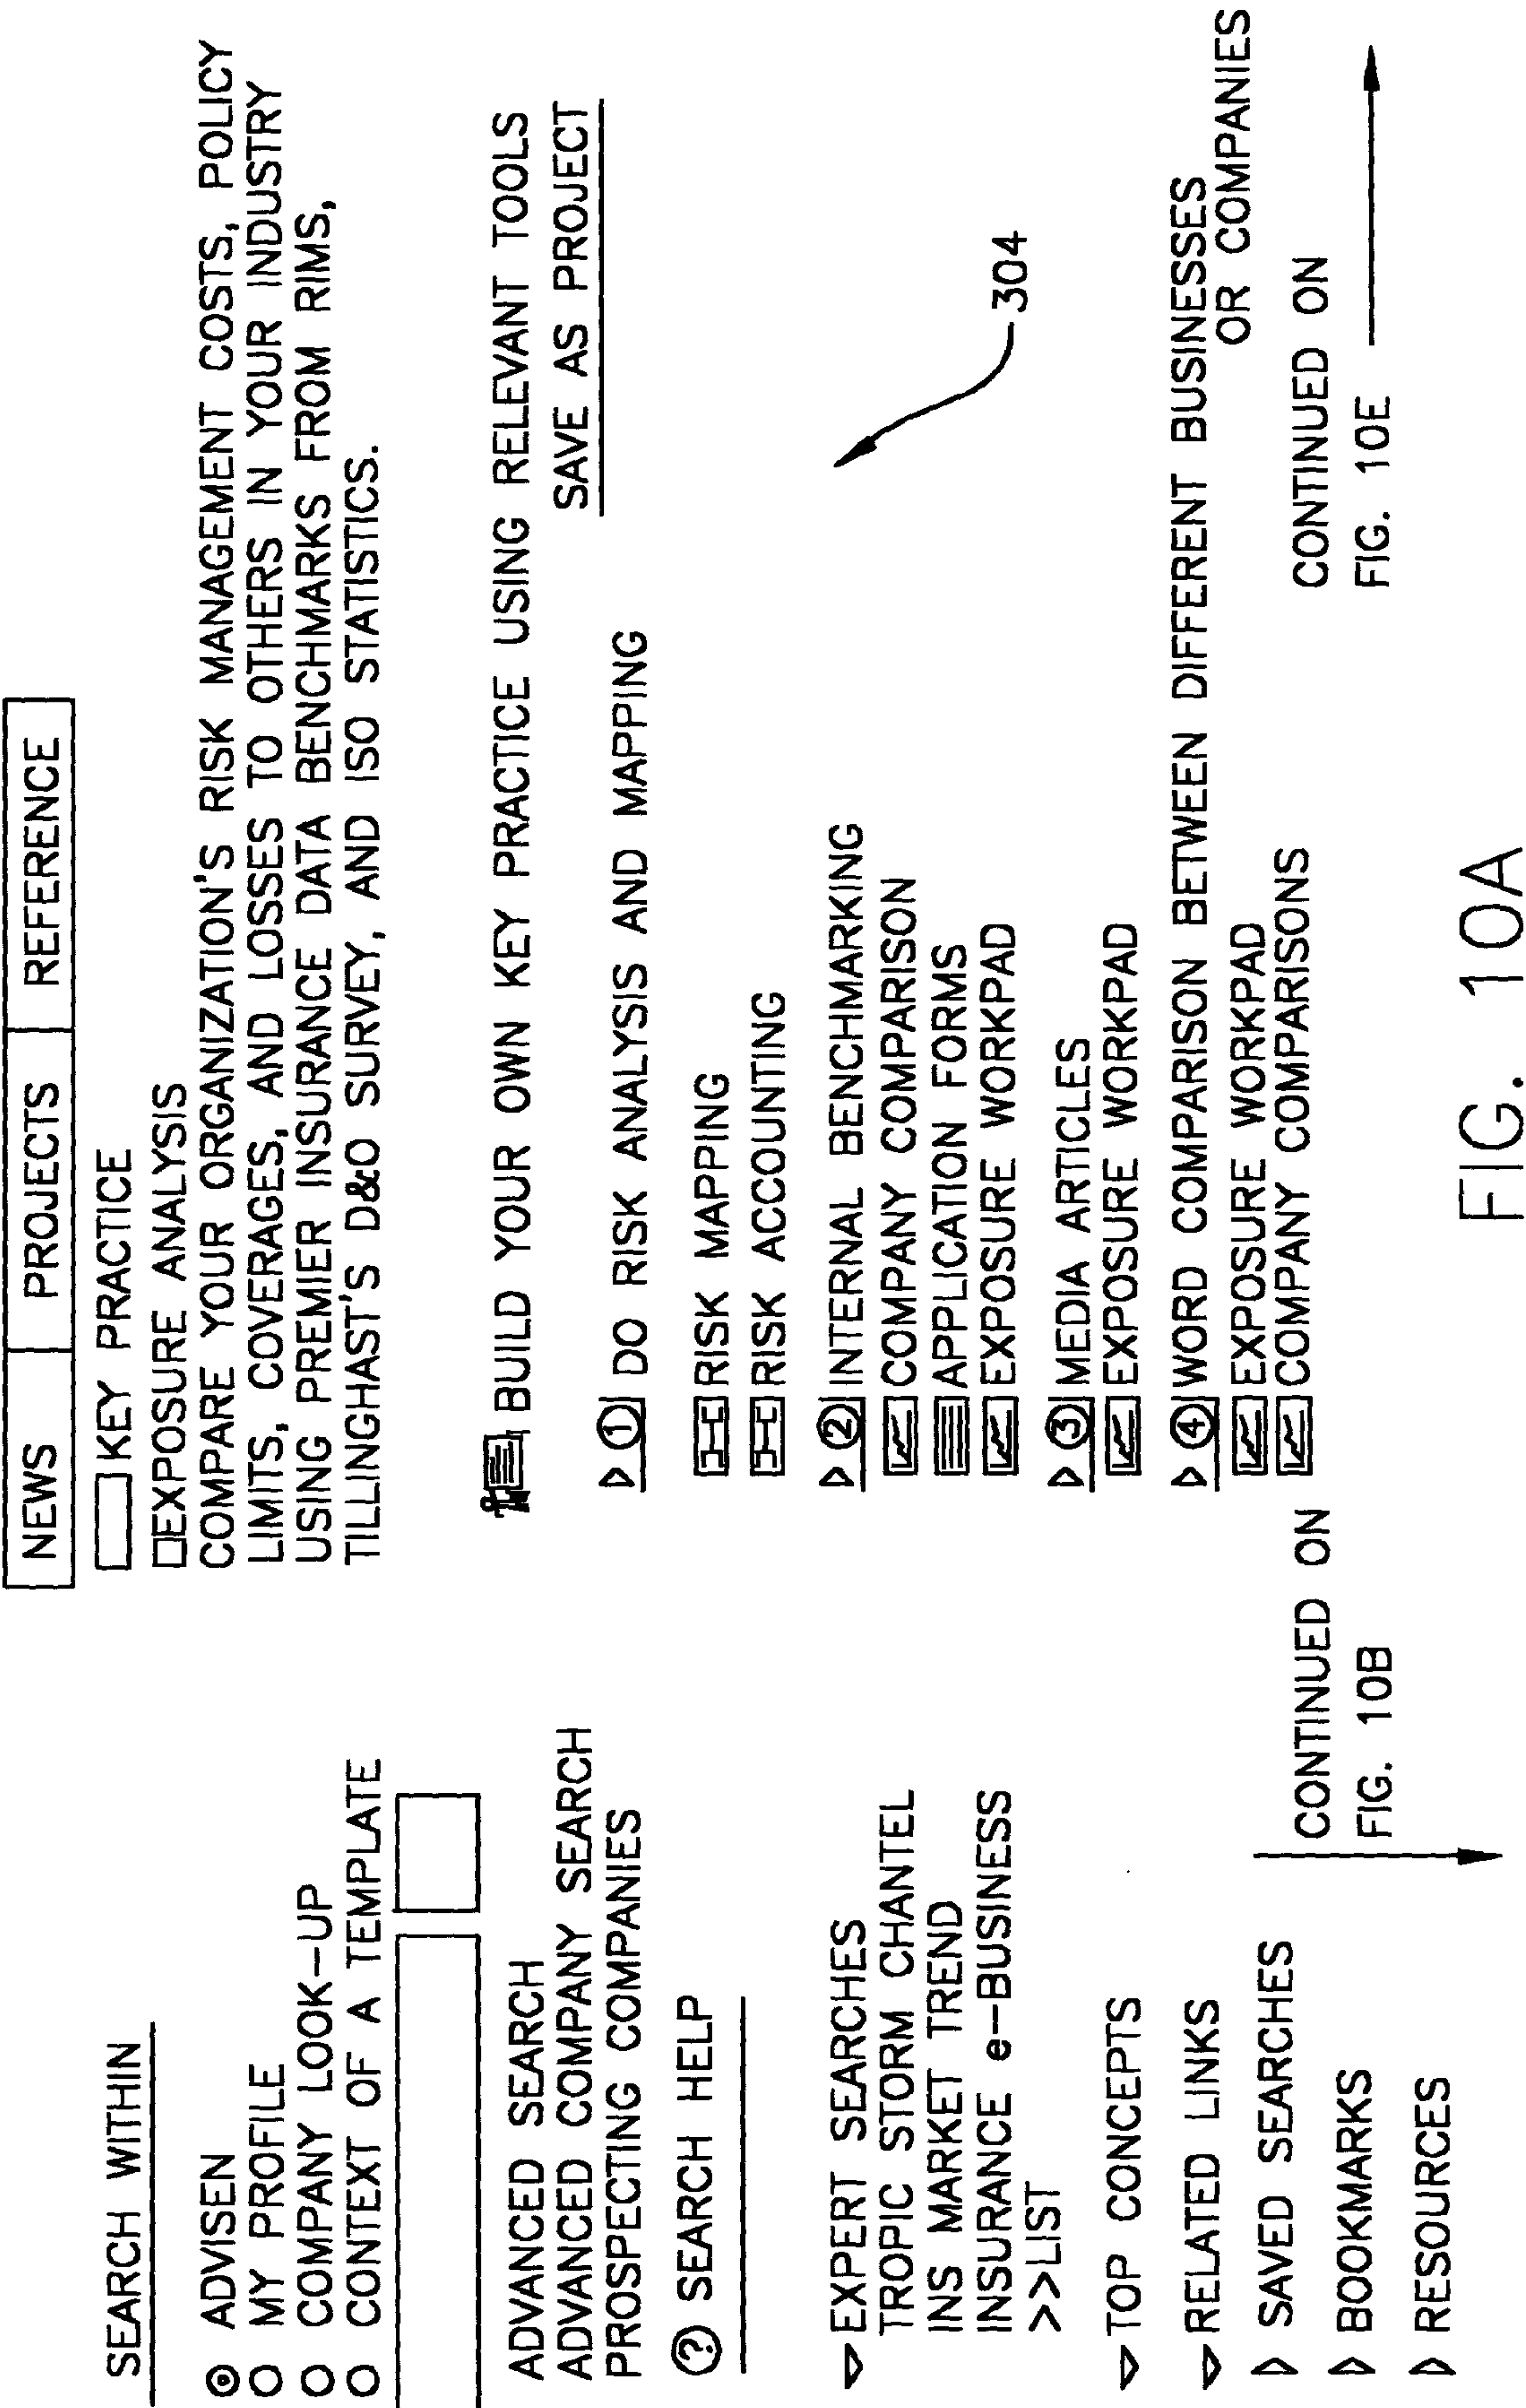 NEWS PROJECTS REFERENCE
SEARCH WITHIN
ADVISEN
MY PROFILE
COMPANY LOOK-UP
CONTEXT OF A TEMPLATE
ADVANCED SEARCH
ADVANCED COMPANY SEARCH
PROSPECTING COMPANIES
? SEARCH HELP
EXPERT SEARCHES
TROPIC STORM CHANTEL
INS MARKET TREND
INSURANCE e-BUSINESS
>>LIST
TOP CONCEPTS
RELATED LINKS
SAVED SEARCHES
BOOKMARKS
RESOURCES
CONTINUED ON
FIG. 10B
KEY PRACTICE
EXPOSURE ANALYSIS
COMPARE YOUR ORGANIZATION'S RISK MANAGEMENT COSTS, POLICY
LIMITS, COVERAGES, AND LOSSES TO OTHERS IN YOUR INDUSTRY
USING PREMIER INSURANCE DATA BENCHMARKS FROM RIMS,
TILLINGHAST'S D&O SURVEY, AND ISO STATISTICS.
BUILD YOUR OWN KEY PRACTICE USING RELEVANT TOOLS
SAVE AS PROJECT
1 DO RISK ANALYSIS AND MAPPING
RISK MAPPING
RISK ACCOUNTING
2 INTERNAL BENCHMARKING
COMPANY COMPARISON
APPLICATION FORMS
EXPOSURE WORKPAD
304
3 MEDIA ARTICLES
EXPOSURE WORKPAD
4 WORD COMPARISON BETWEEN DIFFERENT BUSINESSES
OR COMPANIES
EXPOSURE WORKPAD
COMPANY COMPARISONS
CONTINUED ON
FIG. 10E
FIG. 10A